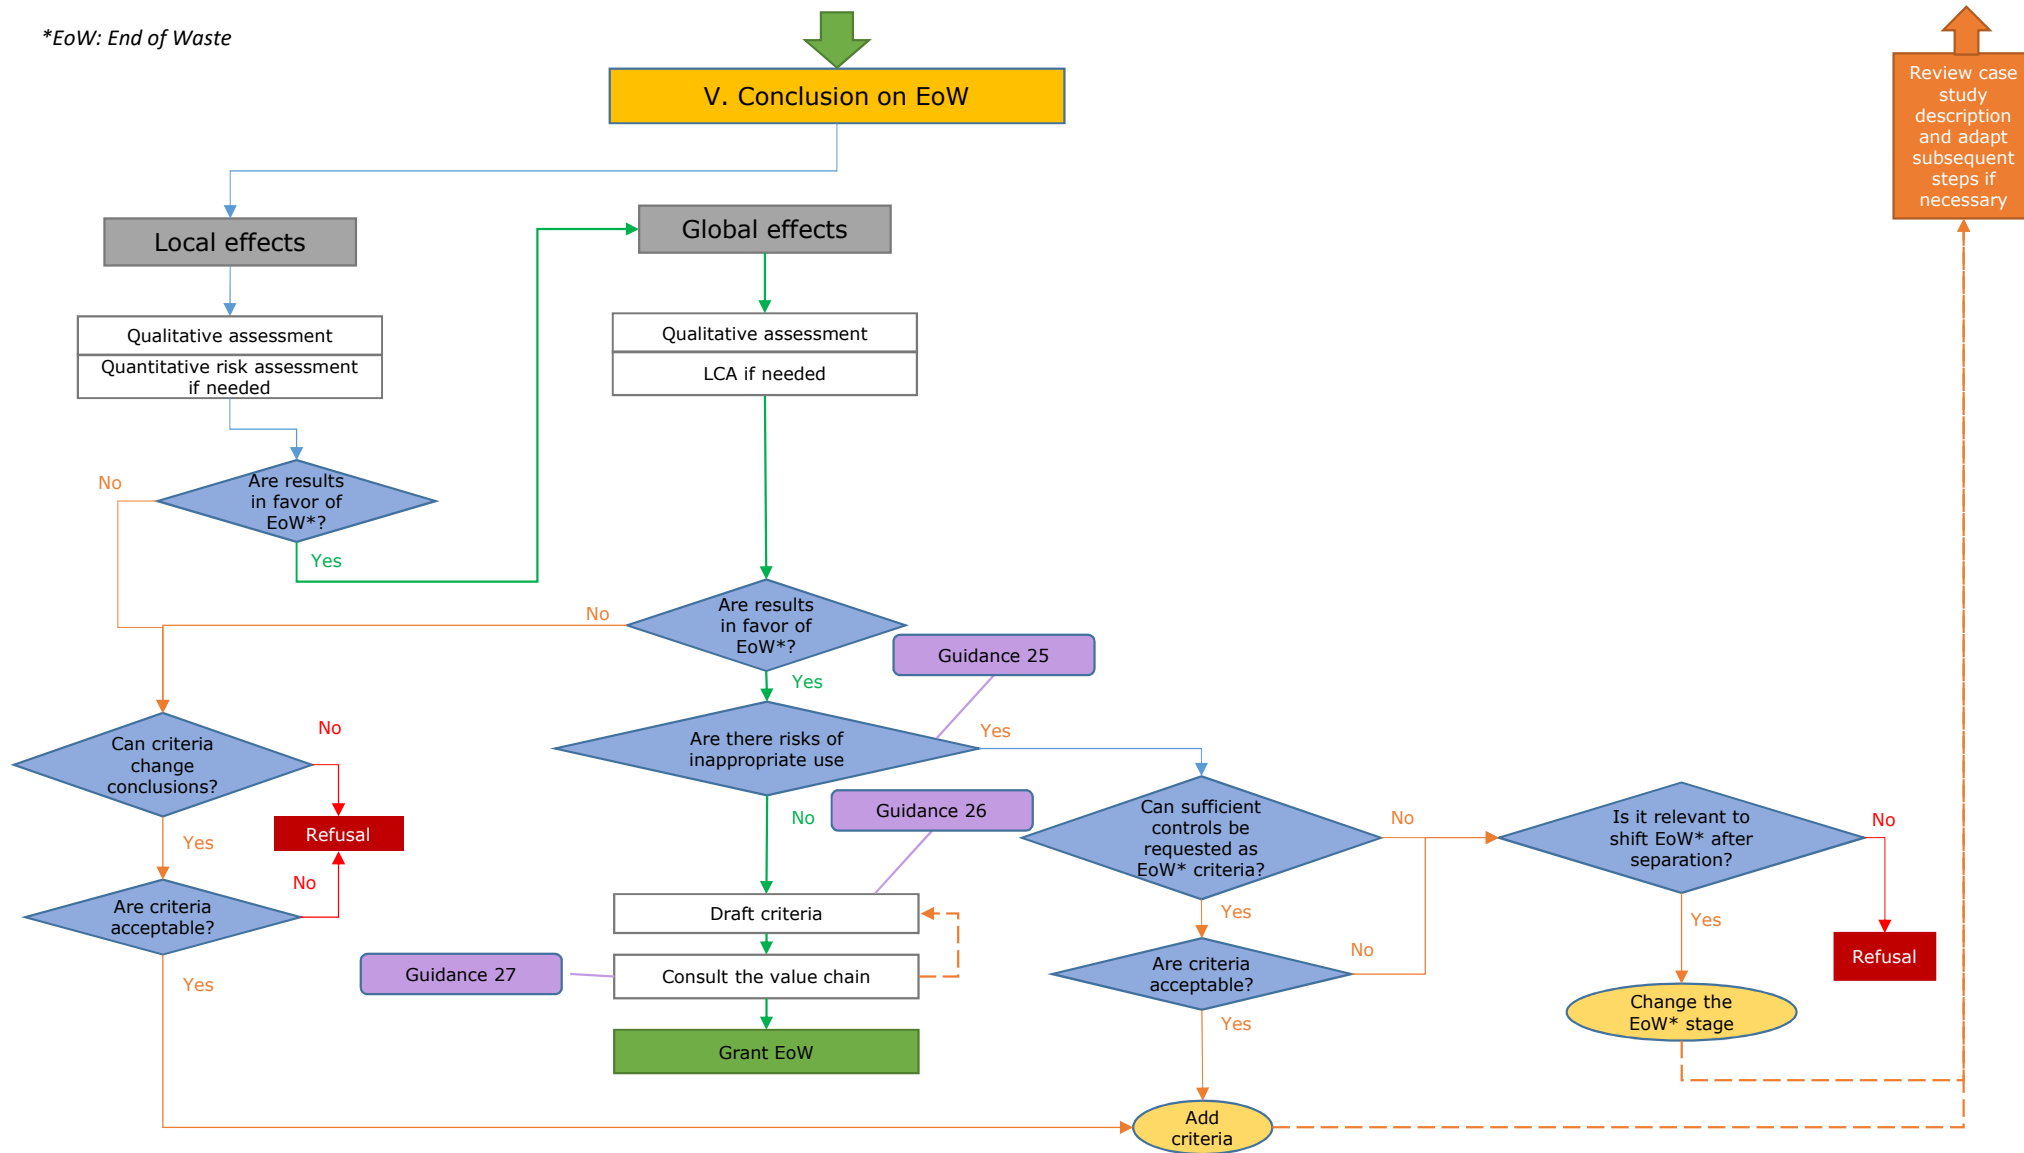 *EoW: End of Waste
V. Conclusion on EoW
Review case
study
description
and adapt
subsequent
steps if
necessary
Local effects
Global effects
Qualitative assessment
Quantitative risk assessment
if needed
Qualitative assessment
LCA if needed
No
Are results
in favor of
EoW*?
Yes
No
Are results
in favor of
EoW*?
Yes
Guidance 25
Can criteria
change
conclusions?
No
Refusal
Yes
Are there risks of
inappropriate use
Yes
No
Guidance 26
Can sufficient
controls be
requested as
EoW* criteria?
No
Is it relevant to
shift EoW* after
separation?
No
Are criteria
acceptable?
No
Yes
Draft criteria
Guidance 27
Consult the value chain
Grant EoW
Yes
Are criteria
acceptable?
No
Yes
Yes
Refusal
Change the
EoW* stage
Add
criteria